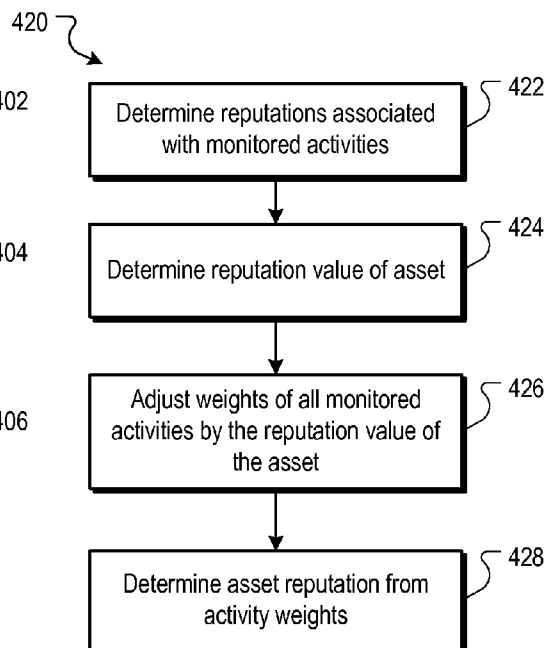 420
402
422
Determine reputations associated
with monitored activities
404
424
Determine reputation value of asset
406
426
Adjust weights of all monitored
activities by the reputation value of
the asset
428
Determine asset reputation from
activity weights